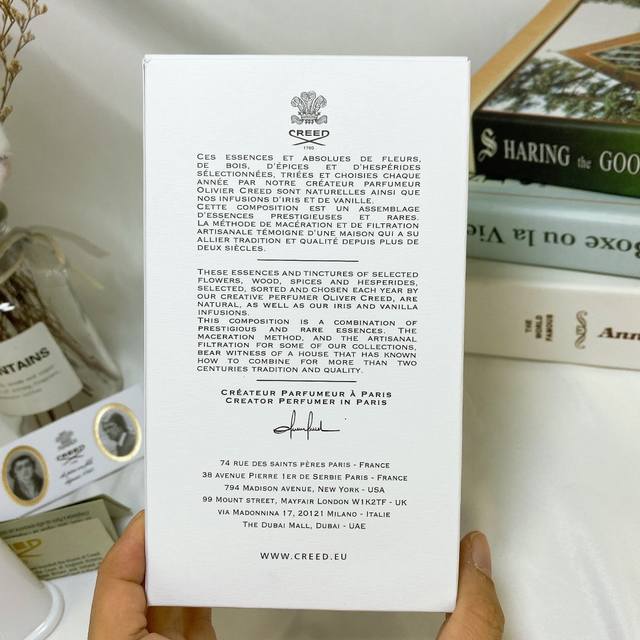 CREED
1760
CES ESSENCES ET ABSOLUES DE FLEURS,
DE BOIS, D'ÉPICES ET D'HESPÉRIDES
SÉLECTIONNÉES, TRIÉES ET CHOISIES CHAQUE
ANNÉE PAR NOTRE CRÉATEUR PARFUMEUR
OLIVIER CREED SONT NATURELLES AINSI QUE
NOS INFUSIONS D'IRIS ET DE VANILLE.
CETTE COMPOSITION EST UN ASSEMBLAGE
D'ESSENCES PRESTIGIEUSES ET RARES.
LA MÉTHODE DE MACÉRATION ET DE FILTRATION
ARTISANALE TÉMOIGNE D'UNE MAISON QUI A SU
ALLIER TRADITION ET QUALITÉ DEPUIS PLUS DE
DEUX SIÈCLES.
THESE ESSENCES AND TINCTURES OF SELECTED
FLOWERS, WOOD, SPICES AND HESPERIDES,
SELECTED, SORTED AND CHOSEN EACH YEAR BY
OUR CREATIVE PERFUMER OLIVER CREED, ARE
NATURAL, AS WELL AS OUR IRIS AND VANILLA
INFUSIONS.
THIS COMPOSITION IS A COMBINATION OF
PRESTIGIOUS AND RARE ESSENCES. THE
MACERATION METHOD, AND THE ARTISANAL
FILTRATION FOR SOME OF OUR COLLECTIONS,
BEAR WITNESS OF A HOUSE THAT HAS KNOWN
HOW TO COMBINE FOR MORE THAN TWO
CENTURIES TRADITION AND QUALITY.
CRÉATEUR PARFUMEUR À PARIS
CREATOR PERFUMER IN PARIS
74 RUE DES SAINTS PÈRES PARIS - FRANCE
38 AVENUE PIERRE 1ER DE SERBIE PARIS - FRANCE
794 MADISON AVENUE, NEW YORK - USA
99 MOUNT STREET, MAYFAIR LONDON W1K2TF - UK
VIA MADONNINA 17, 20121 MILANO - ITALIE
THE DUBAI MALL, DUBAI - UAE
WWW.CREED.EU
SHARING the GOO
Boxe ou la Vie
THE WORLD FAMOUS
Ann
NTAINS
CREED